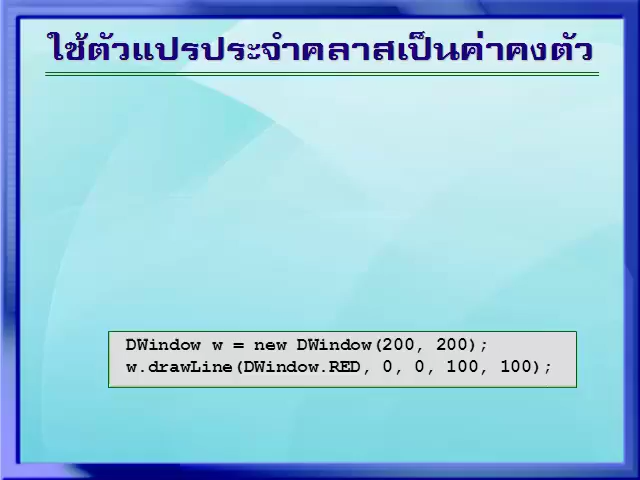 ใช้ตัวแปรประจำคลาสเป็นค่าคงตัว
DWindow w = new DWindow(200, 200);
w.drawLine(DWindow.RED, 0, 0, 100, 100);